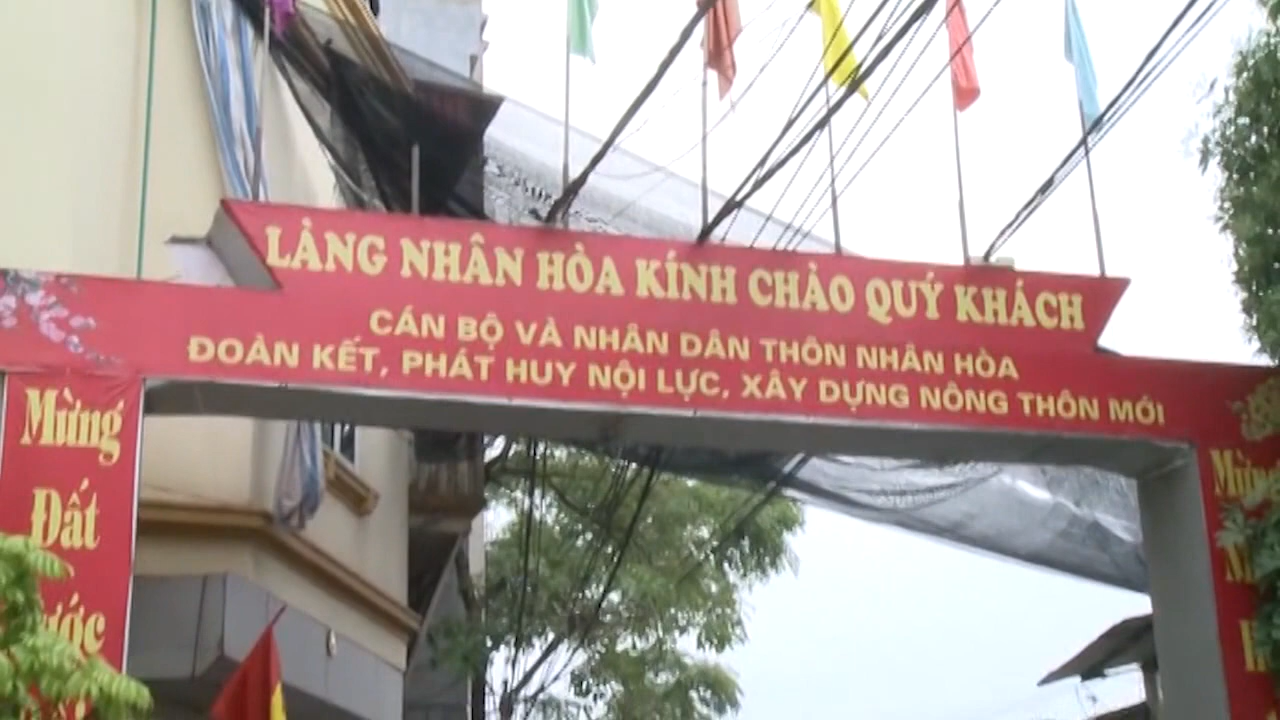 LÀNG NHÂN HÒA KÍNH CHÀO QUÝ KHÁCH
CÁN BỘ VÀ NHÂN DÂN THÔN NHÂN HÒA
ĐOÀN KẾT, PHÁT HUY NỘI LỰC, XÂY DỰNG NÔNG THÔN MỚI
Mừng
Đất
Mừng